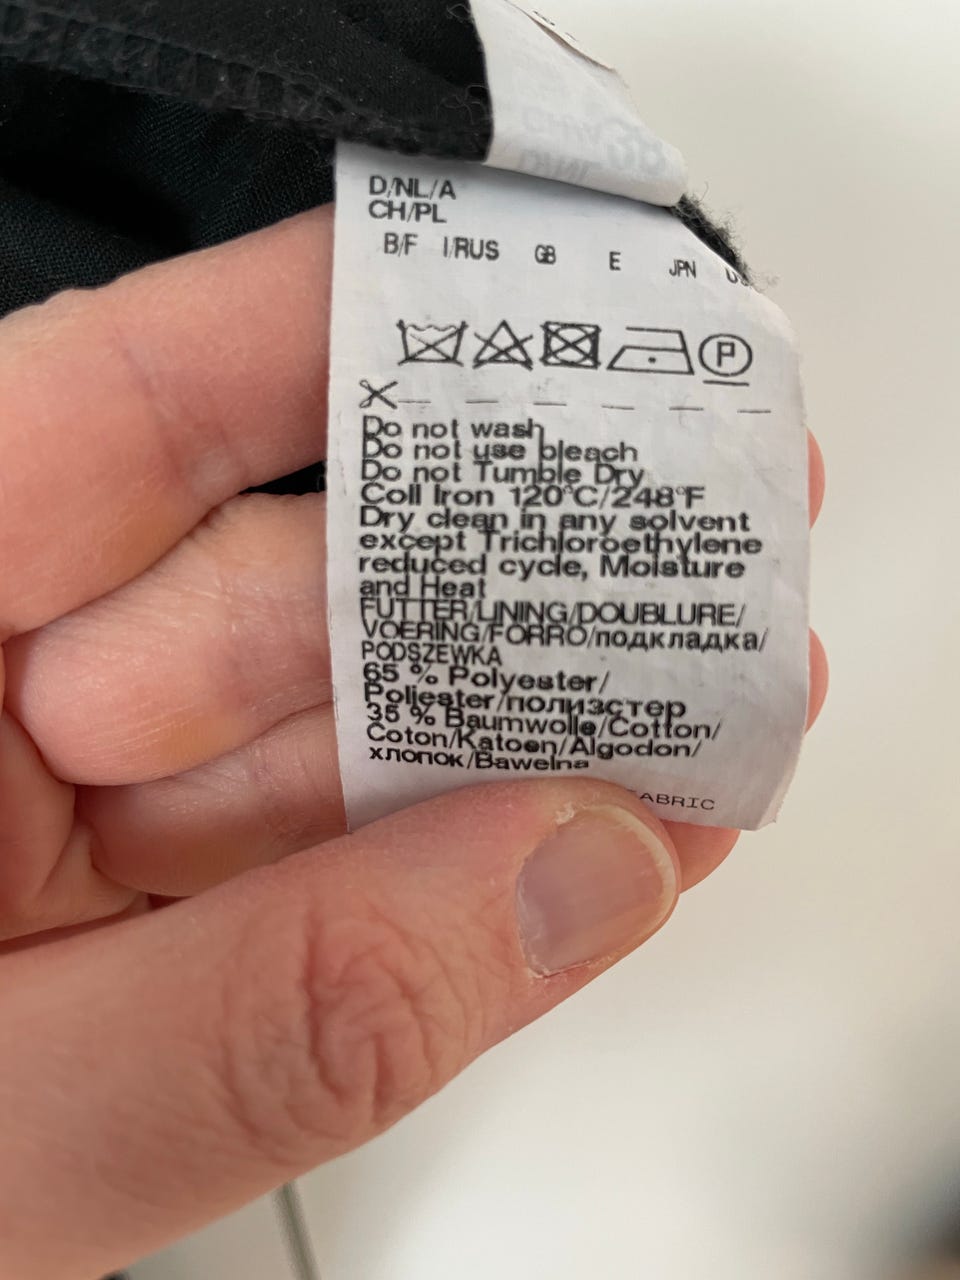 D/NL/A
CH/PL
B/F I/RUS GB E JPN
P
Do not wash
Do not use bleach
Do not Tumble Dry
Coll Iron 120°C/248°F
Dry clean in any solvent
except Trichloroethylene
reduced cycle, Moisture
and Heat
FUTTER/LINING/DOUBLURE/
VOERING/FORRO/подкладка/
PODSZEWKA
65 % Polyester/
Poliester/полизстер
35 % Baumwolle/Cotton/
Coton/Katoen/Algodon/
хлопок/Bawelna